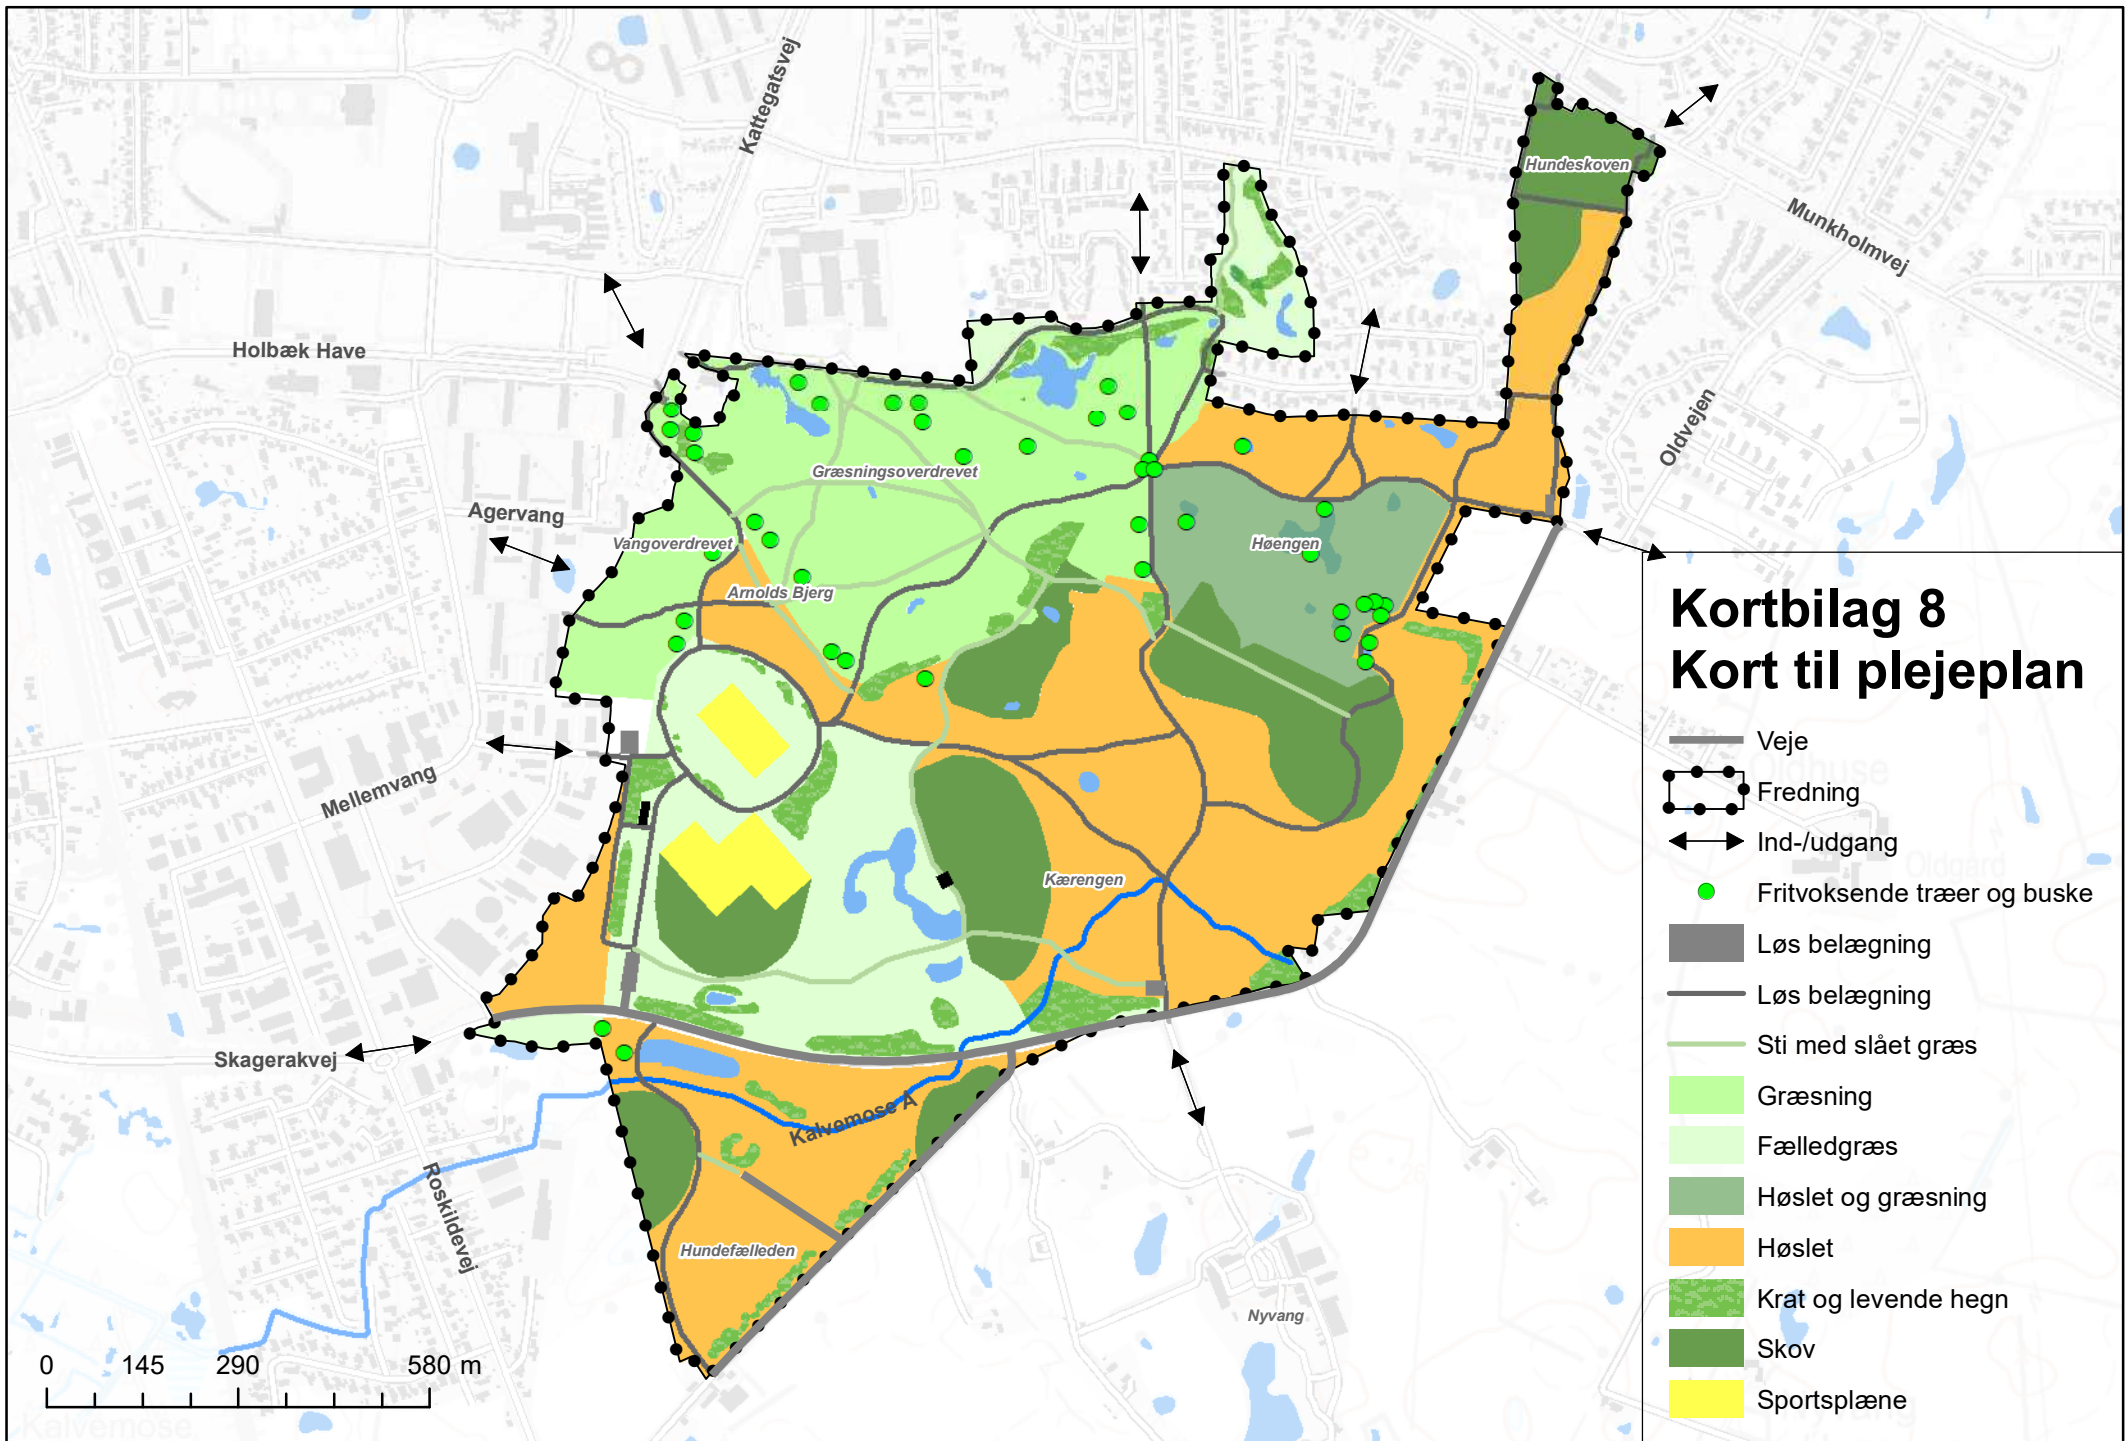 Kattegatsvej
Hundeskoven
Munkholmvej
Holbæk Have
Oldvejen
Græsningsoverdrevet
Agervang
Vangoverdrevet
Høengen
Arnolds Bjerg
Mellemvang
Kærengen
Skagerakvej
Kalvemose Å
Roskildevej
Hundefælleden
Nyvang
Oldgård
0 145 290 580 m
Kalvemose
Kortbilag 8
Kort til plejeplan
Veje
Fredning
Ind-/udgang
Fritvoksende træer og buske
Løs belægning
Løs belægning
Sti med slået græs
Græsning
Fælledgræs
Høslet og græsning
Høslet
Krat og levende hegn
Skov
Sportsplæne